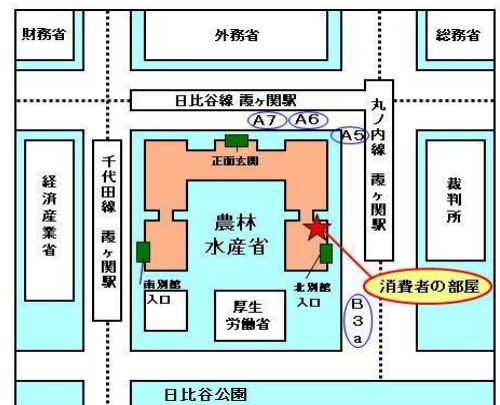 財務省
外務省
総務省
日比谷線 霞ヶ関駅
A7
A6
A5
丸ノ内線 霞ヶ関駅
正面玄関
千代田線 霞ヶ関駅
経済産業省
裁判所
農林
水産省
南別館
入口
北別館
入口
消費者の部屋
厚生
労働省
B3a
日比谷公園